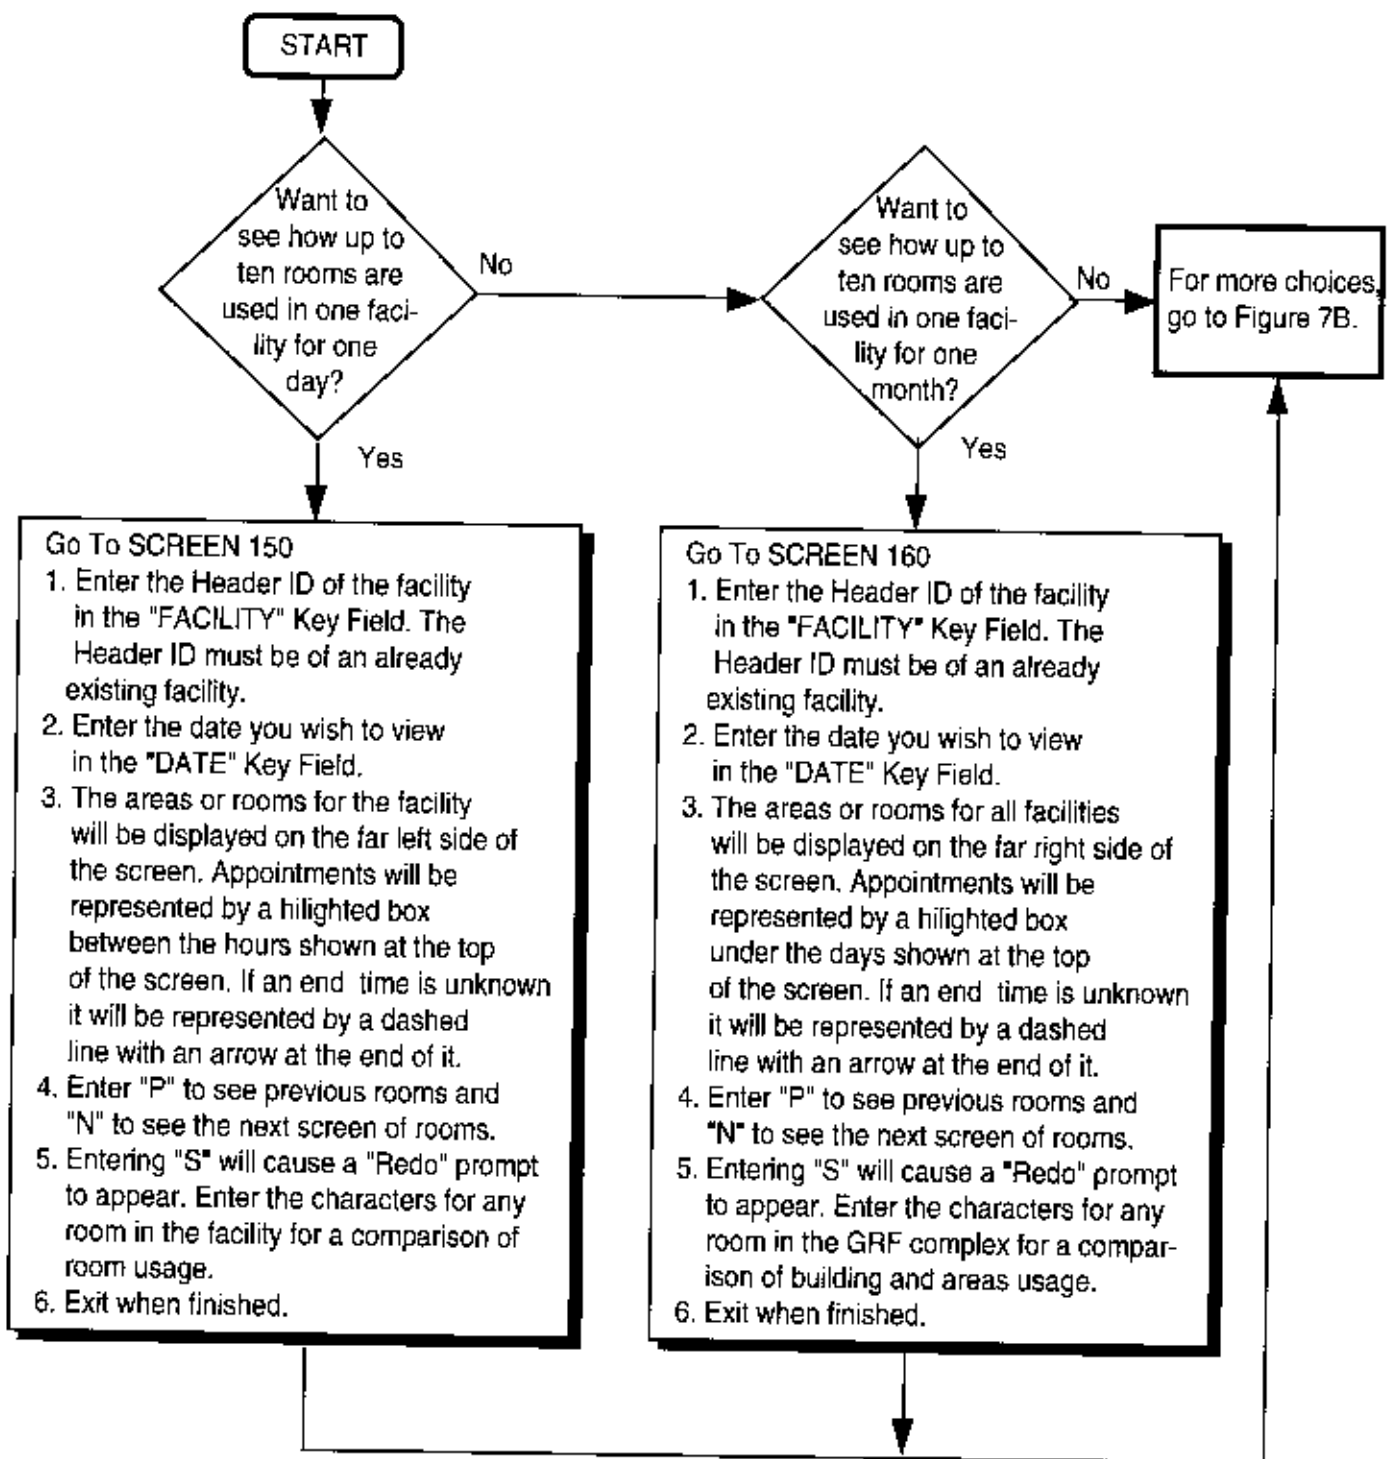 START
Want to
see how up to
ten rooms are
used in one faci-
lity for one
day?
No
Yes
Want to
see how up to
ten rooms are
used in one faci-
lity for one
month?
No
Yes
For more choices,
go to Figure 7B.
Go To SCREEN 150
1. Enter the Header ID of the facility
in the "FACILITY" Key Field. The
Header ID must be of an already
existing facility.
2. Enter the date you wish to view
in the "DATE" Key Field.
3. The areas or rooms for the facility
will be displayed on the far left side of
the screen. Appointments will be
represented by a hilighted box
between the hours shown at the top
of the screen. If an end time is unknown
it will be represented by a dashed
line with an arrow at the end of it.
4. Enter "P" to see previous rooms and
"N" to see the next screen of rooms.
5. Entering "S" will cause a "Redo" prompt
to appear. Enter the characters for any
room in the facility for a comparison of
room usage.
6. Exit when finished.
Go To SCREEN 160
1. Enter the Header ID of the facility
in the "FACILITY" Key Field. The
Header ID must be of an already
existing facility.
2. Enter the date you wish to view
in the "DATE" Key Field.
3. The areas or rooms for all facilities
will be displayed on the far right side of
the screen. Appointments will be
represented by a hilighted box
under the days shown at the top
of the screen. If an end time is unknown
it will be represented by a dashed
line with an arrow at the end of it.
4. Enter "P" to see previous rooms and
"N" to see the next screen of rooms.
5. Entering "S" will cause a "Redo" prompt
to appear. Enter the characters for any
room in the GRF complex for a compar-
ison of building and areas usage.
6. Exit when finished.